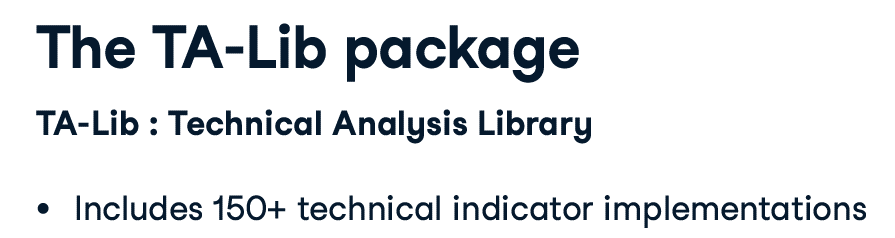 The TA-Lib package
TA-Lib : Technical Analysis Library
• Includes 150+ technical indicator implementations